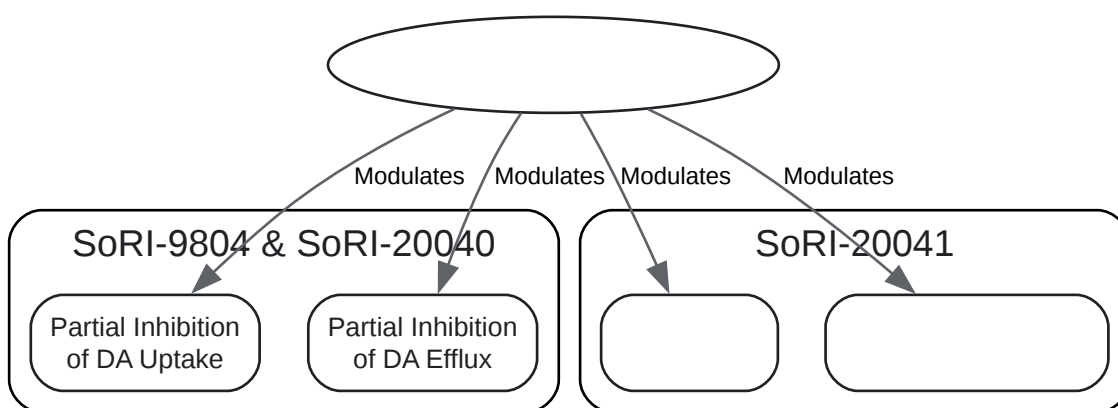 Modulates Modulates Modulates Modulates
SoRI-9804 & SoRI-20040
SoRI-20041
Partial Inhibition
of DA Uptake
Partial Inhibition
of DA Efflux